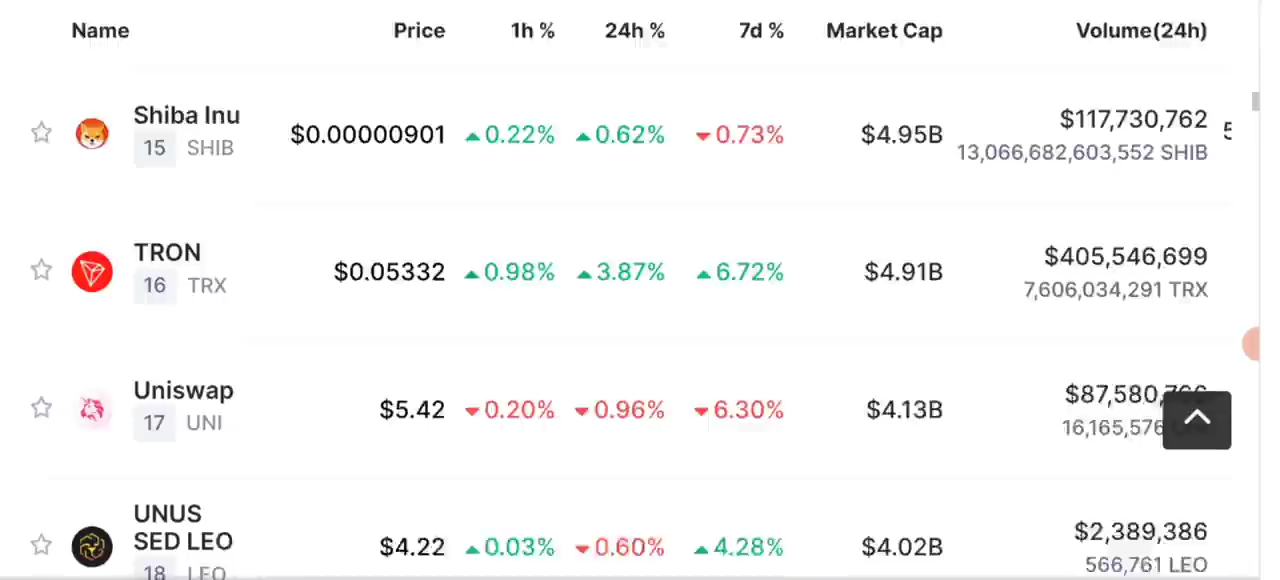 Name Price 1h % 24h % 7d % Market Cap Volume(24h)
Shiba Inu
$0.00000901 0.22% 0.62% 0.73% $4.95B $117,730,762
15 SHIB 13,066,682,603,552 SHIB
5
TRON
$0.05332 0.98% 3.87% 6.72% $4.91B $405,546,699
16 TRX 7,606,034,291 TRX
Uniswap
$5.42 0.20% 0.96% 6.30% $4.13B
17 UNI
UNUS
SED LEO
$4.22 0.03% 0.60% 4.28% $4.02B $2,389,386
18 LEO 566,761 LEO